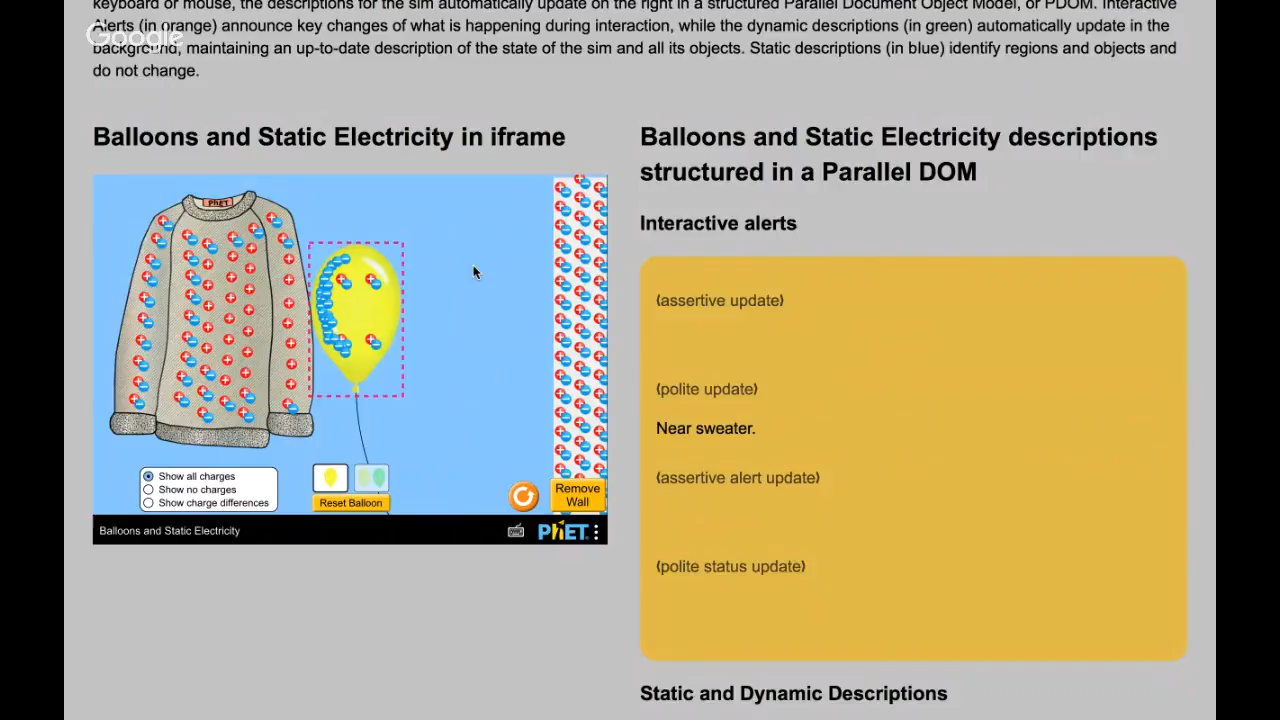 keyboard or mouse, the descriptions for the sim automatically update on the right in a structured Parallel Document Object Model, or PDOM. Interactive
Alerts (in orange) announce key changes of what is happening during interaction, while the dynamic descriptions (in green) automatically update in the
Google
background, maintaining an up-to-date description of the state of the sim and all its objects. Static descriptions (in blue) identify regions and objects and
do not change.
Balloons and Static Electricity in iframe
PhET
Show all charges
Show no charges
Show charge differences
Reset Balloon
Remove
Wall
Balloons and Static Electricity
PhET
Balloons and Static Electricity descriptions
structured in a Parallel DOM
Interactive alerts
(assertive update)
(polite update)
Near sweater.
(assertive alert update)
(polite status update)
Static and Dynamic Descriptions